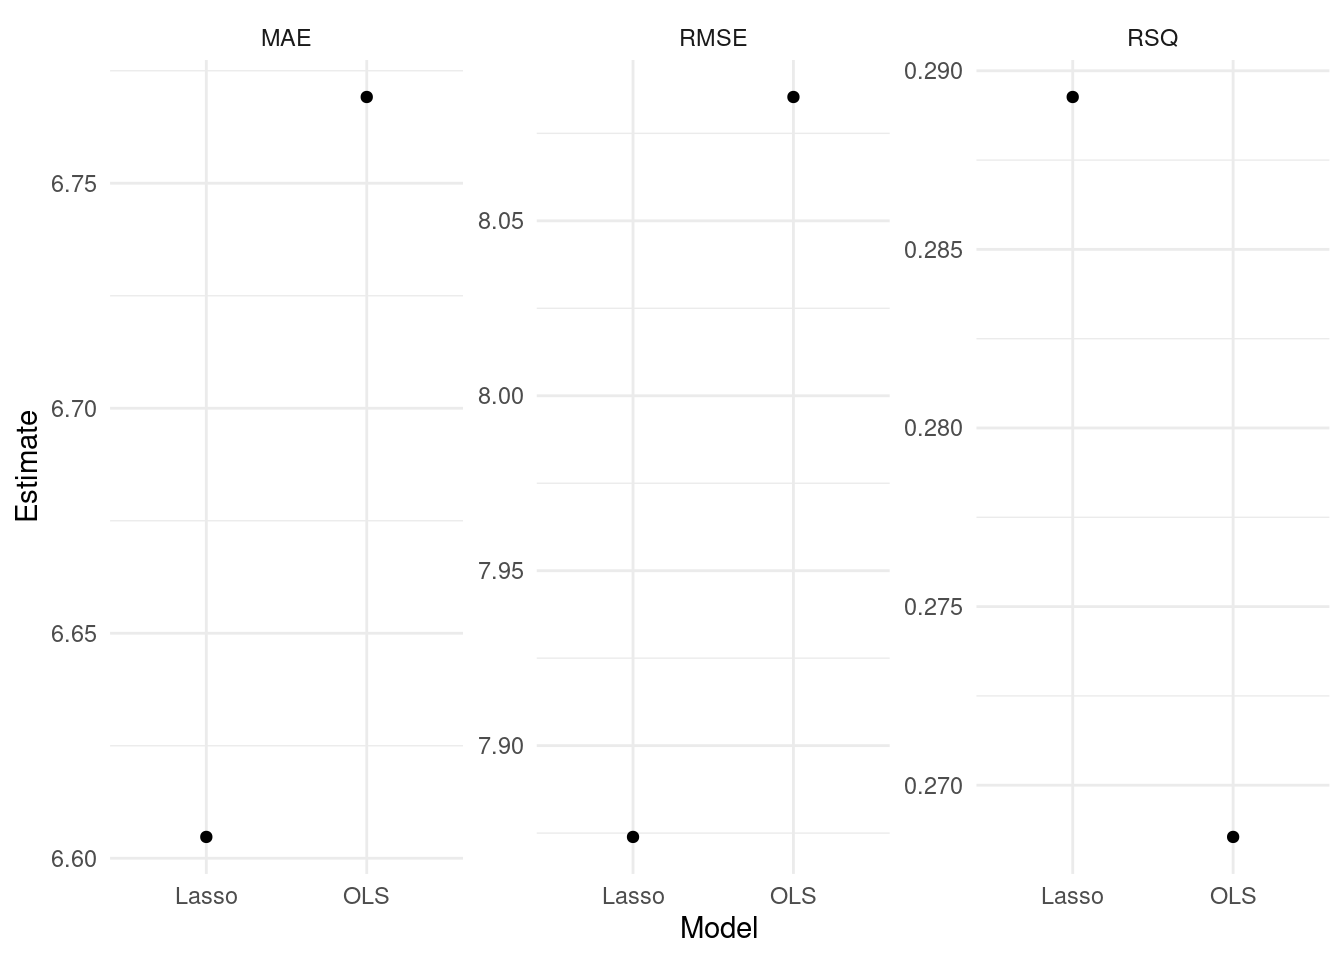 MAE
RMSE
RSQ
Estimate
6.75
6.70
6.65
6.60
8.05
8.00
7.95
7.90
0.290
0.285
0.280
0.275
0.270
Lasso
OLS
Lasso
OLS
Lasso
OLS
Model